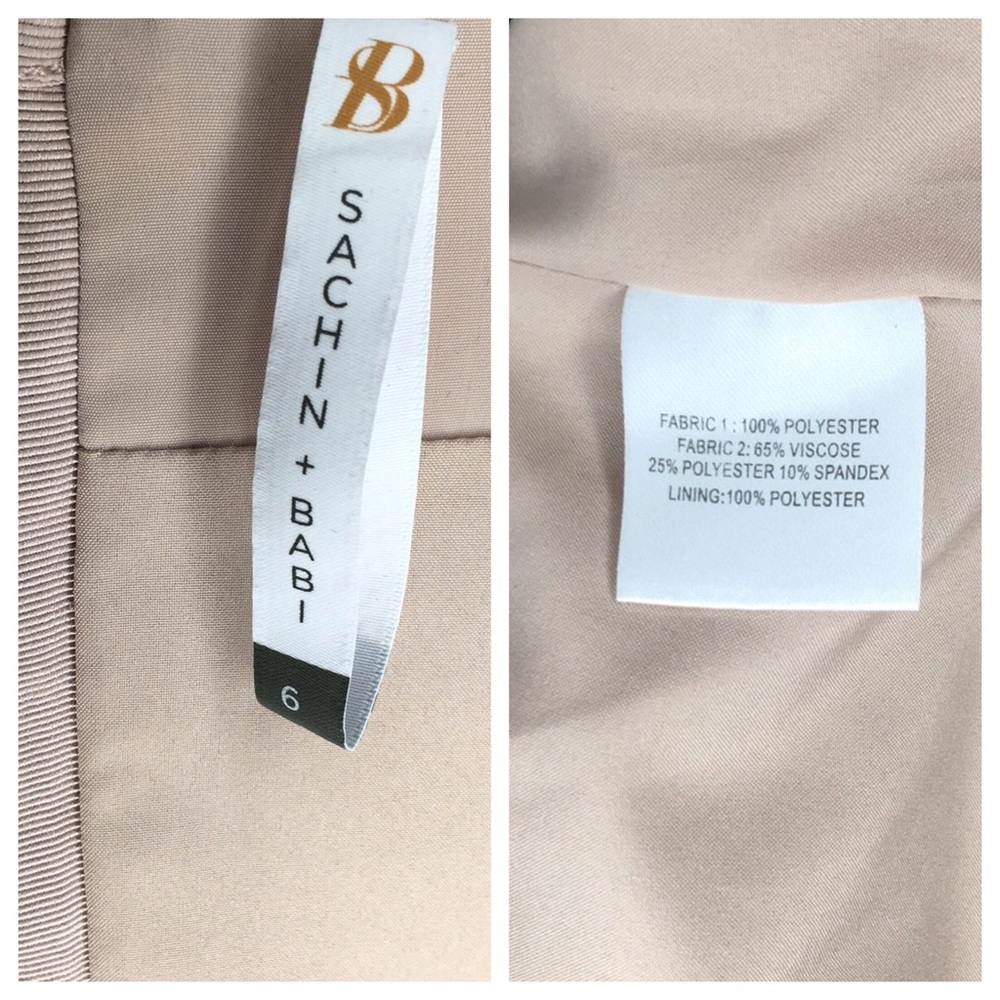 SB
SACHIN + BABI
6
FABRIC 1 : 100% POLYESTER
FABRIC 2: 65% VISCOSE
25% POLYESTER 10% SPANDEX
LINING:100% POLYESTER